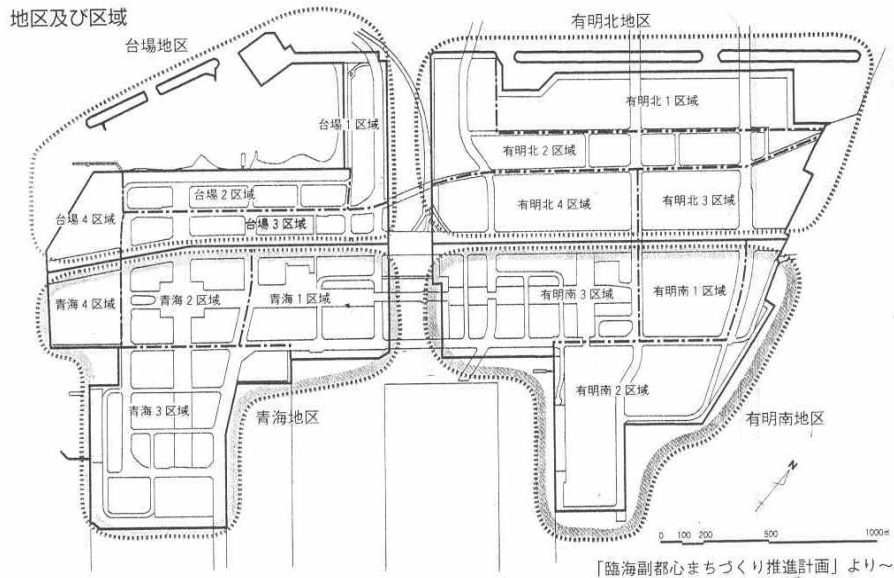 地区及び区域
有明北地区
台場地区
有明北1区域
台場1区域
有明北2区域
台場2区域
有明北3区域
有明北4区域
台場4区域
台場3区域
青海4区域
青海2区域
青海1区域
有明南3区域
有明南1区域
有明南2区域
青海3区域
青海地区
有明南地区
N
0 100 200 500 1000m
「臨海副都心まちづくり推進計画」より～